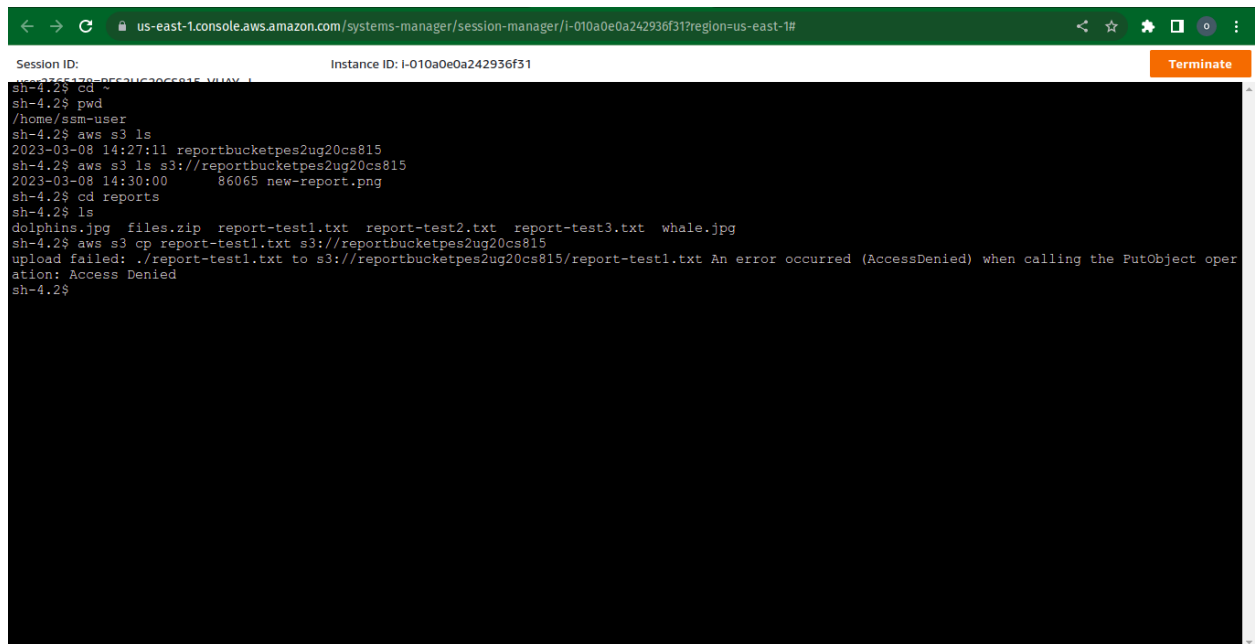 us-east-1.console.aws.amazon.com/systems-manager/session-manager/i-010a0e0a242936f31?region=us-east-1#
Session ID:
Instance ID: i-010a0e0a242936f31
Terminate
sh-4.2$ cd ~
sh-4.2$ pwd
/home/ssm-user
sh-4.2$ aws s3 ls
2023-03-08 14:27:11 reportbucketpes2ug20cs815
sh-4.2$ aws s3 ls s3://reportbucketpes2ug20cs815
2023-03-08 14:30:00      86065 new-report.png
sh-4.2$ cd reports
sh-4.2$ ls
dolphins.jpg  files.zip  report-test1.txt  report-test2.txt  report-test3.txt  whale.jpg
sh-4.2$ aws s3 cp report-test1.txt s3://reportbucketpes2ug20cs815
upload failed: ./report-test1.txt to s3://reportbucketpes2ug20cs815/report-test1.txt An error occurred (AccessDenied) when calling the PutObject oper
ation: Access Denied
sh-4.2$